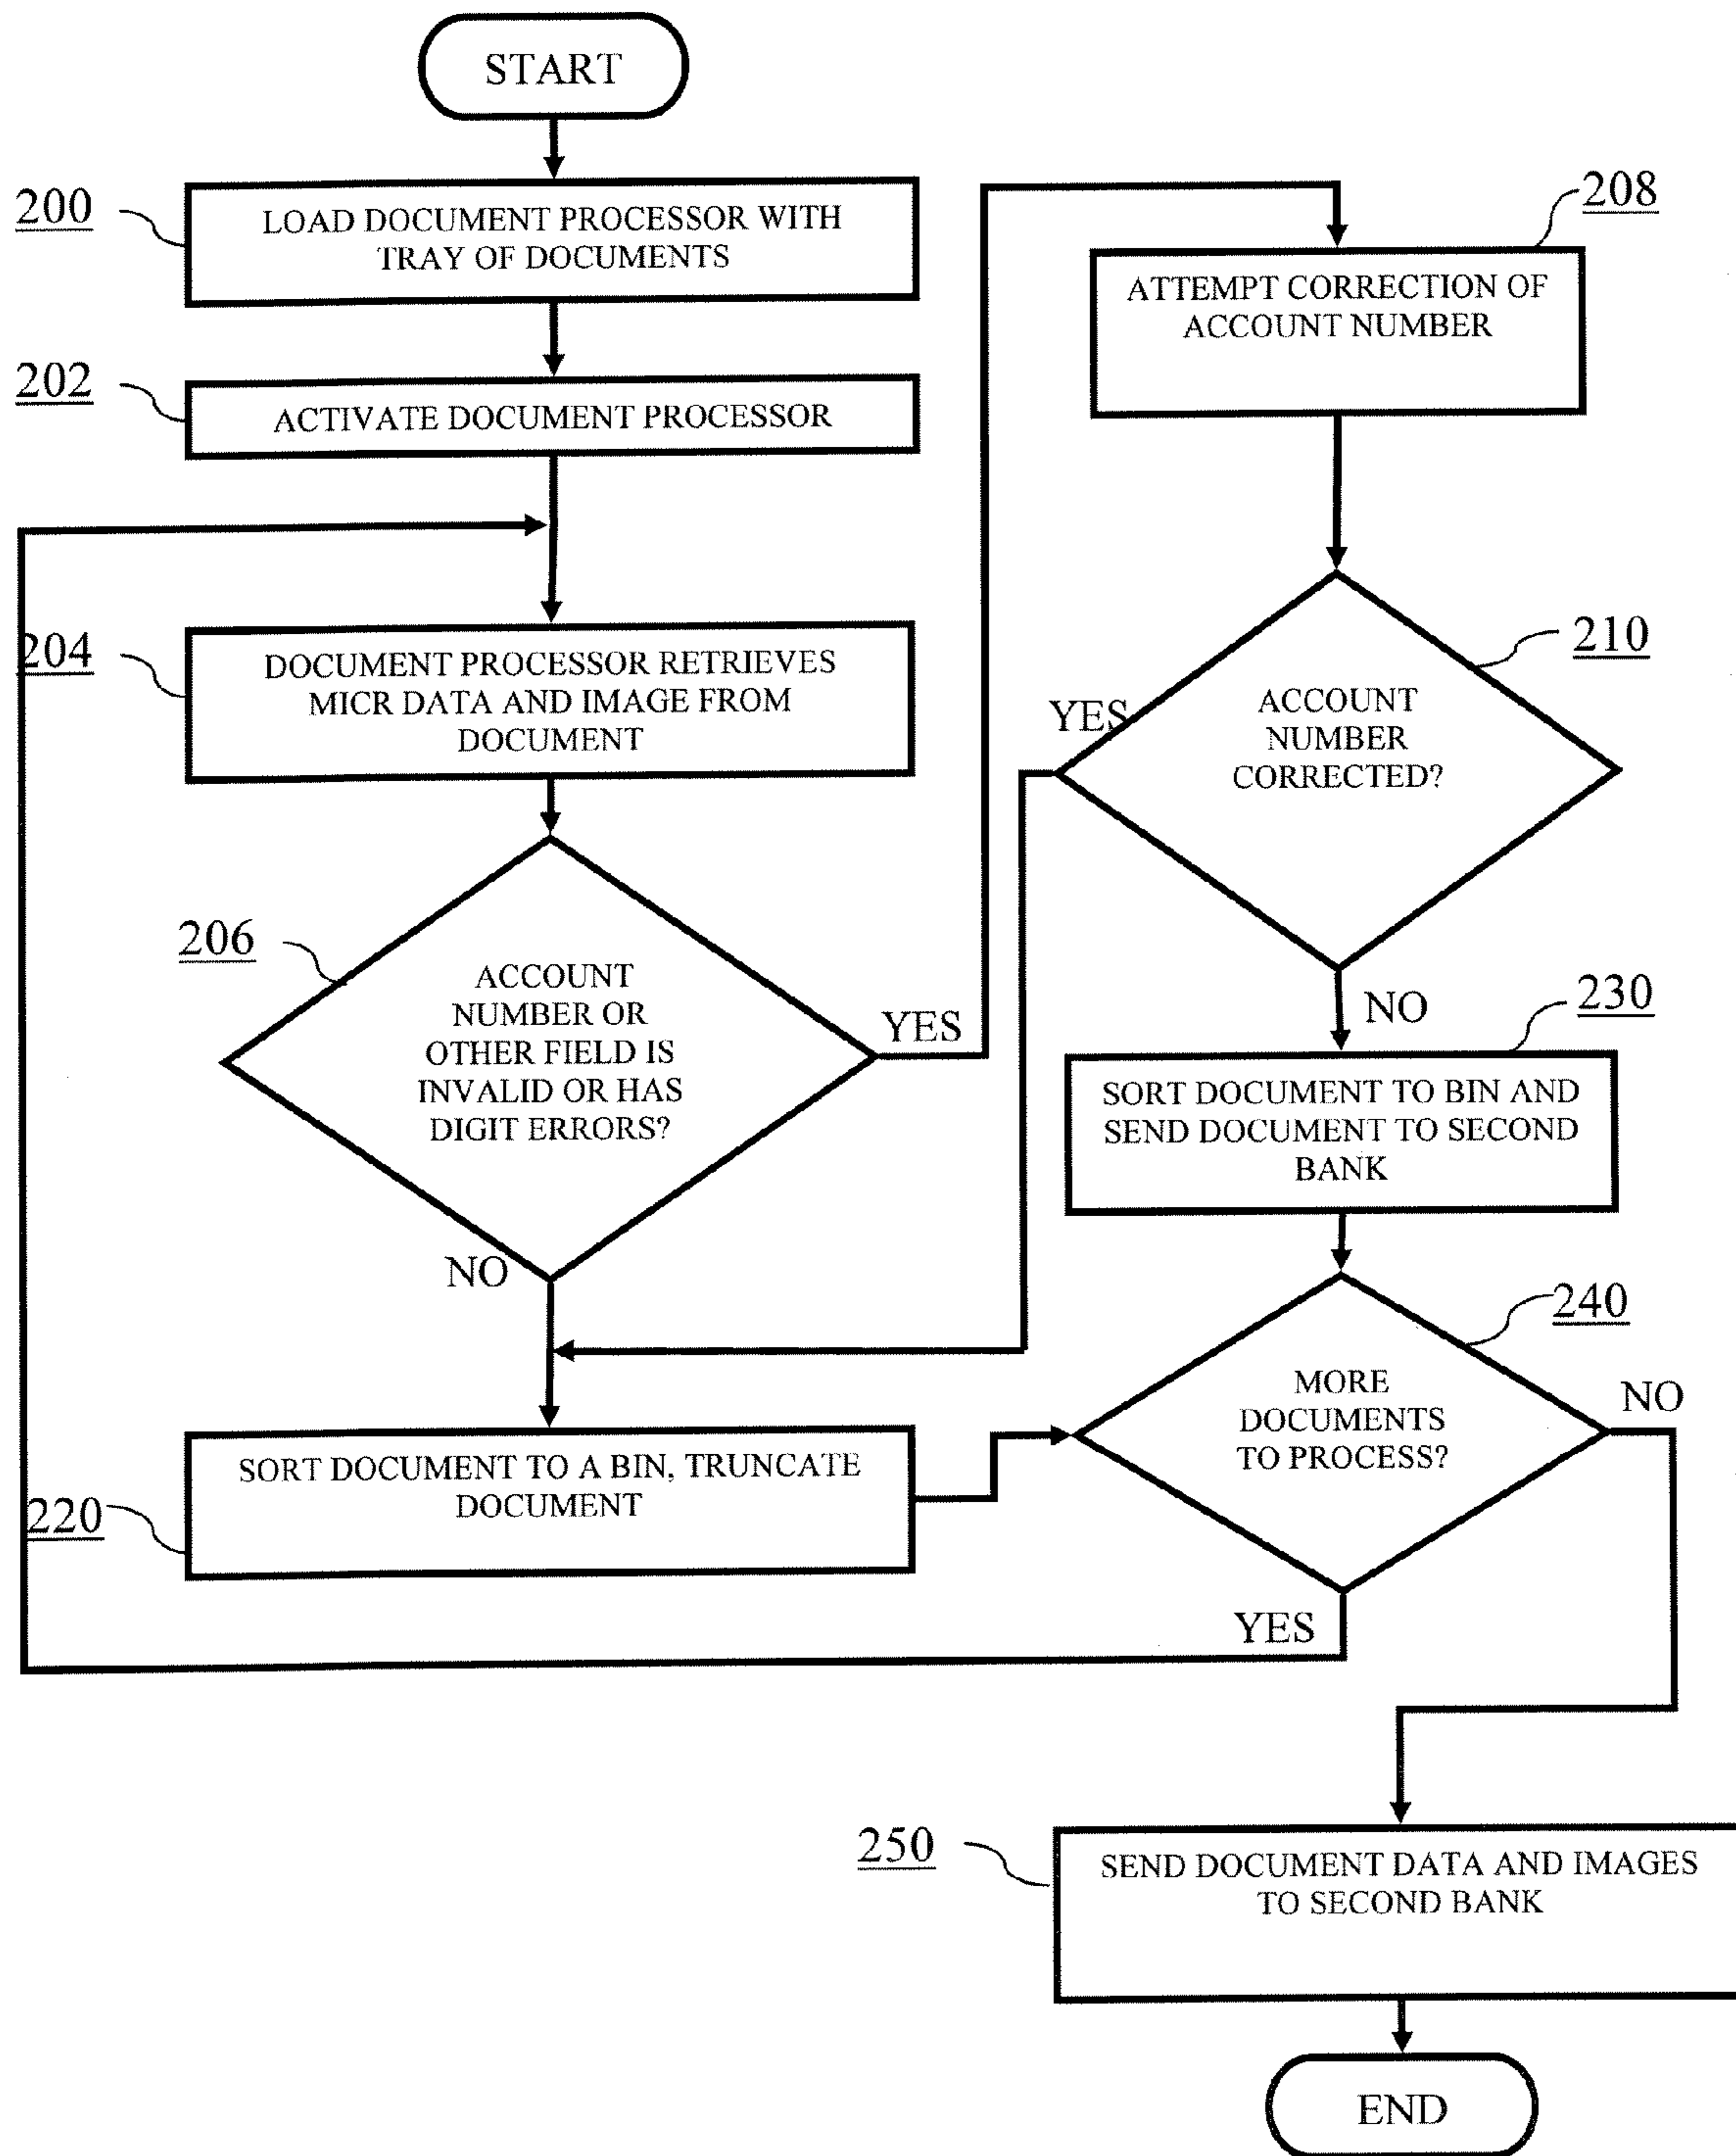 START
200
LOAD DOCUMENT PROCESSOR WITH
TRAY OF DOCUMENTS
202
ACTIVATE DOCUMENT PROCESSOR
204
DOCUMENT PROCESSOR RETRIEVES
MICR DATA AND IMAGE FROM
DOCUMENT
206
ACCOUNT
NUMBER OR
OTHER FIELD IS
INVALID OR HAS
DIGIT ERRORS?
YES
NO
208
ATTEMPT CORRECTION OF
ACCOUNT NUMBER
210
ACCOUNT
NUMBER
CORRECTED?
YES
NO
230
SORT DOCUMENT TO BIN AND
SEND DOCUMENT TO SECOND
BANK
220
SORT DOCUMENT TO A BIN, TRUNCATE
DOCUMENT
240
MORE
DOCUMENTS
TO PROCESS?
NO
YES
250
SEND DOCUMENT DATA AND IMAGES
TO SECOND BANK
END